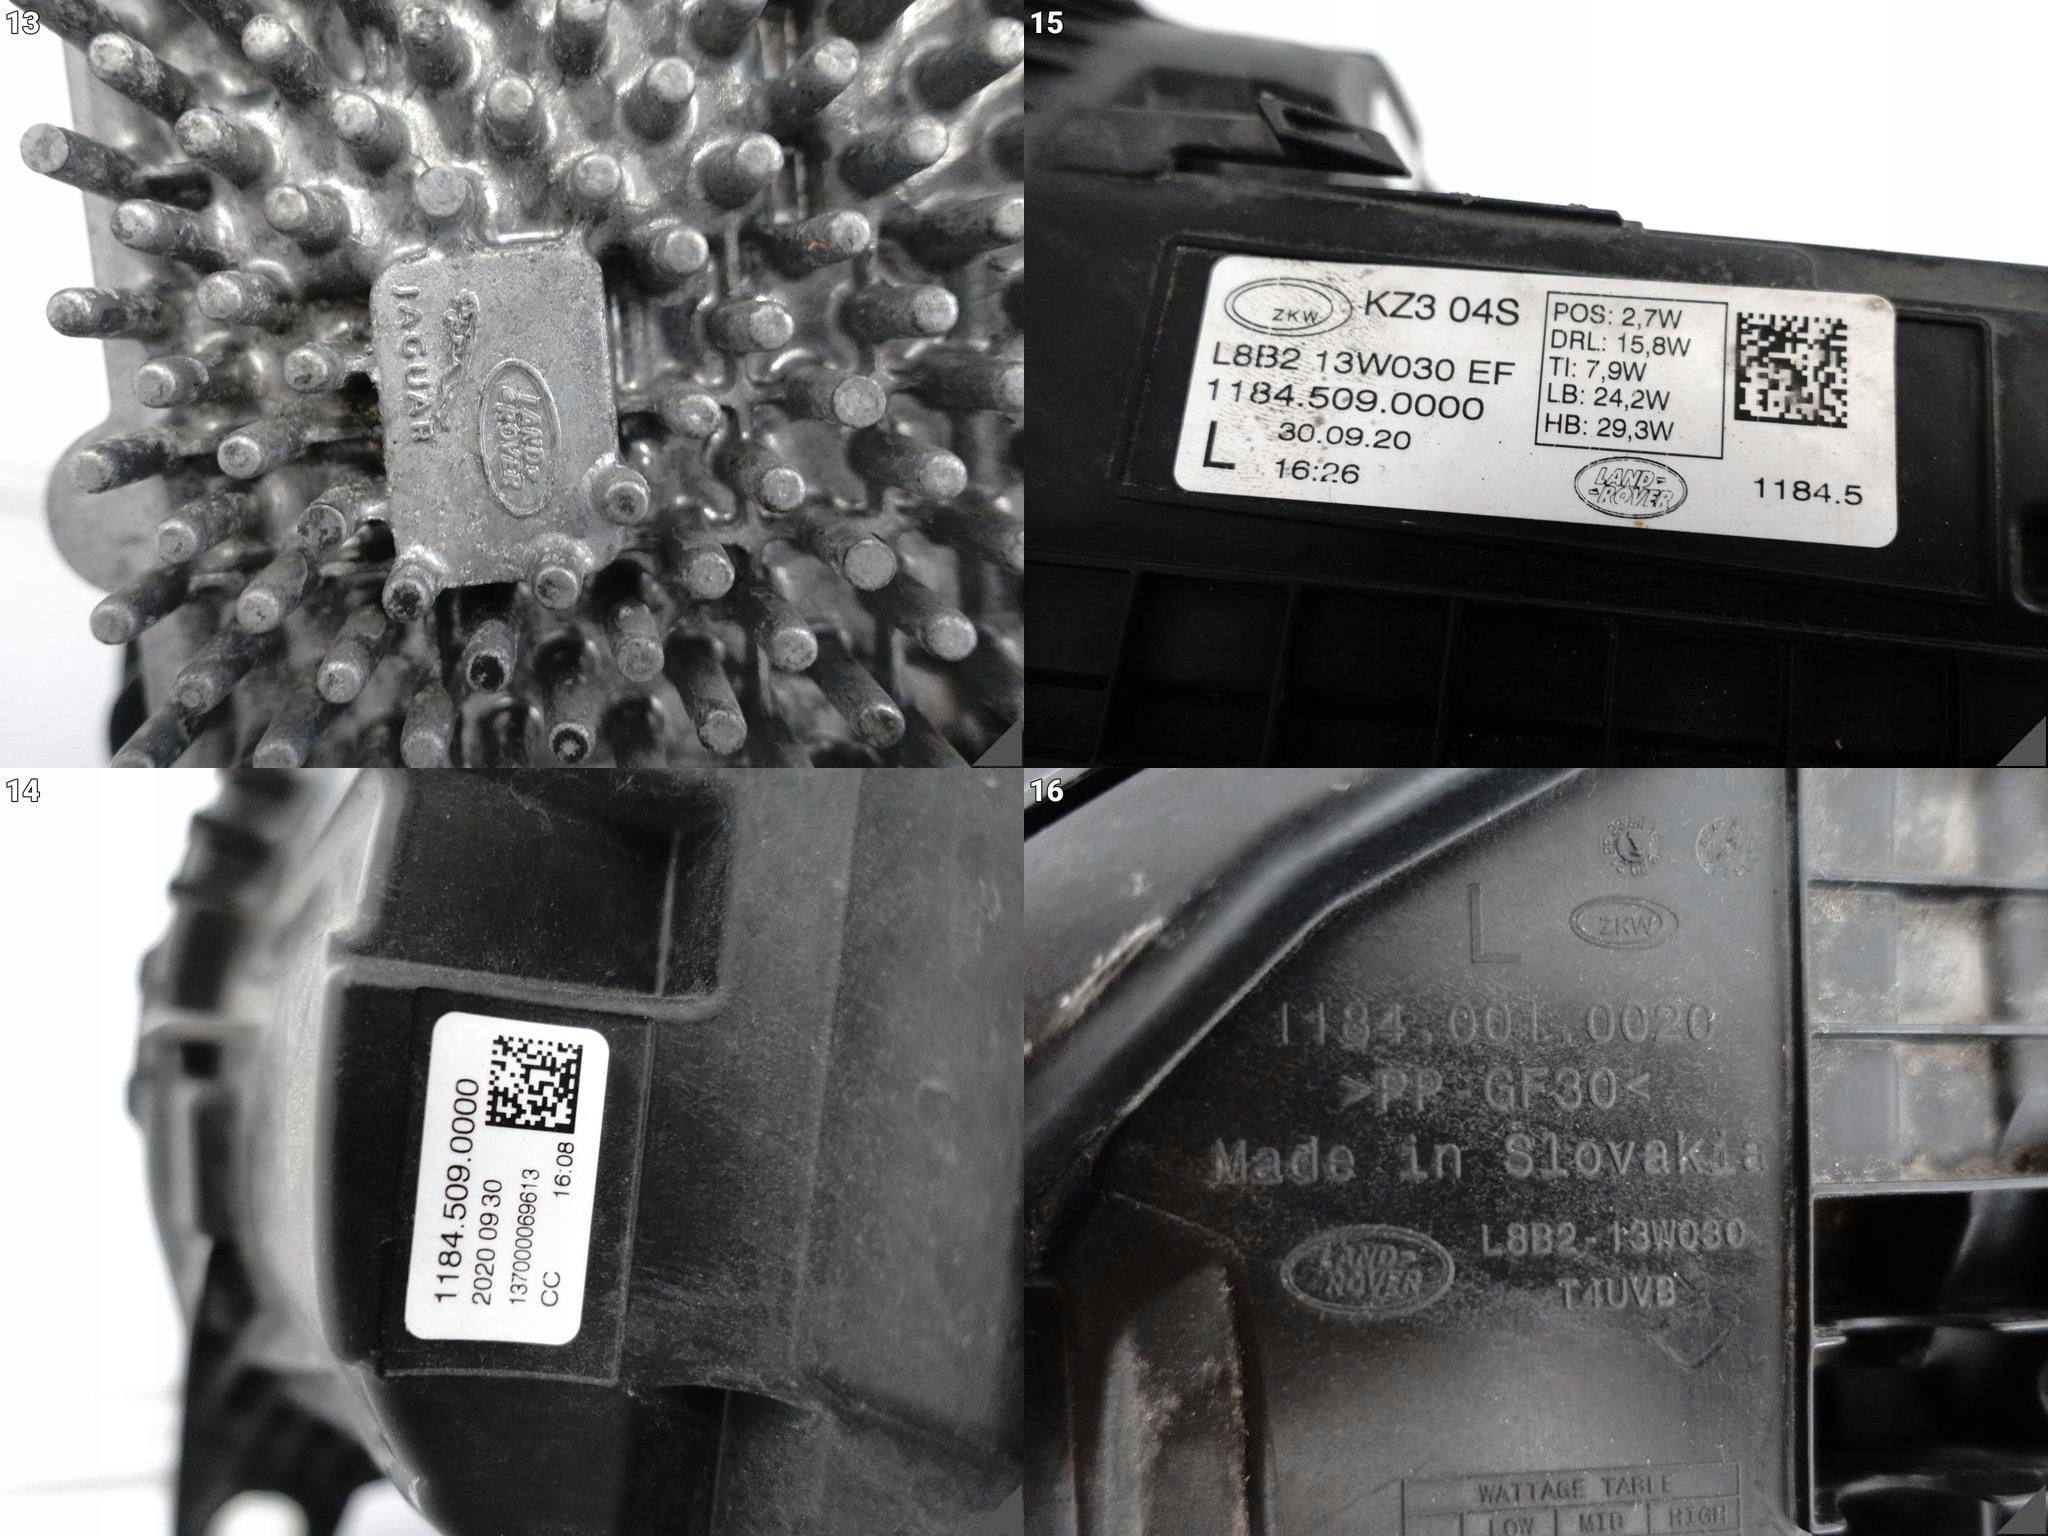 13
JAGUAR
LAND-
ROVER
15
ZKW
KZ3 04S
L8B2 13W030 EF
1184.509.0000
L
30.09.20
16:26
POS: 2,7W
DRL: 15,8W
TI: 7,9W
LB: 24,2W
HB: 29,3W
LAND-
ROVER
1184.5
14
1184.509.0000
2020 09 30
137000069613
CC 16:08
16
L
ZKW
1184.001.0020
>PP-GF30<
Made in Slovakia
LAND-
ROVER
L8B2-13W030
T4UVB
WATTAGE TABLE
LOW MID HIGH